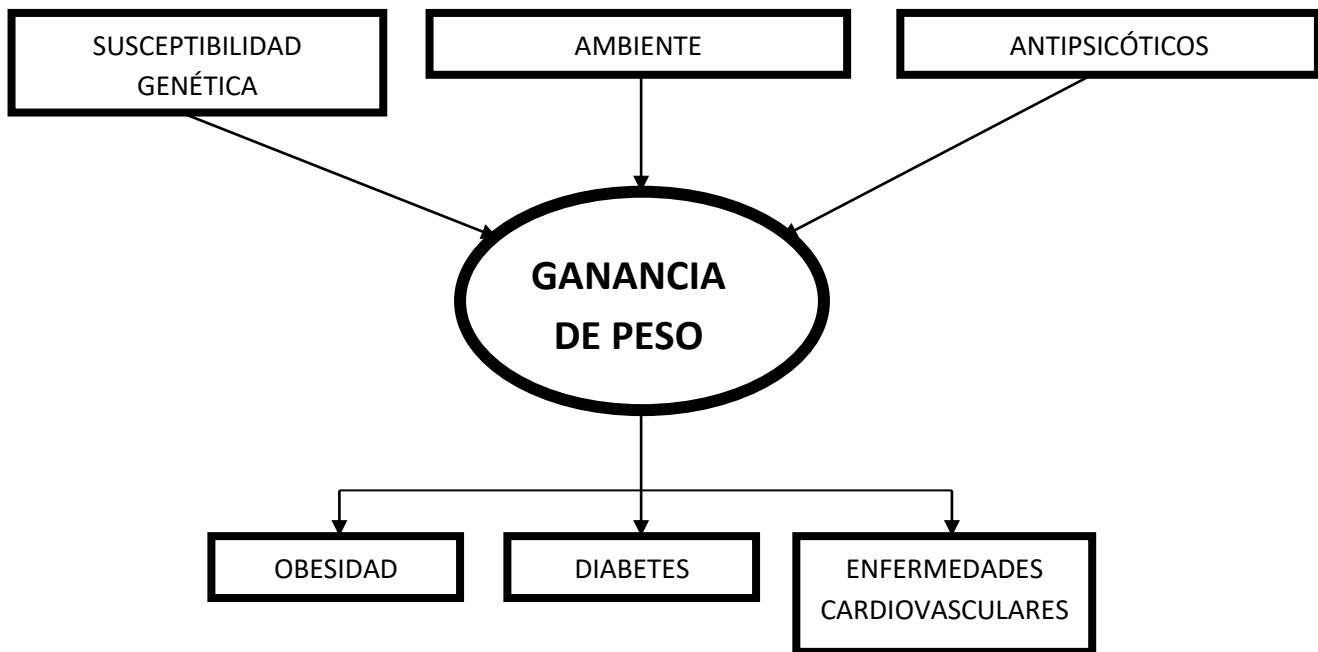 SUSCEPTIBILIDAD
GENÉTICA
AMBIENTE
ANTIPSICÓTICOS
GANANCIA
DE PESO
OBESIDAD
DIABETES
ENFERMEDADES
CARDIOVASCULARES